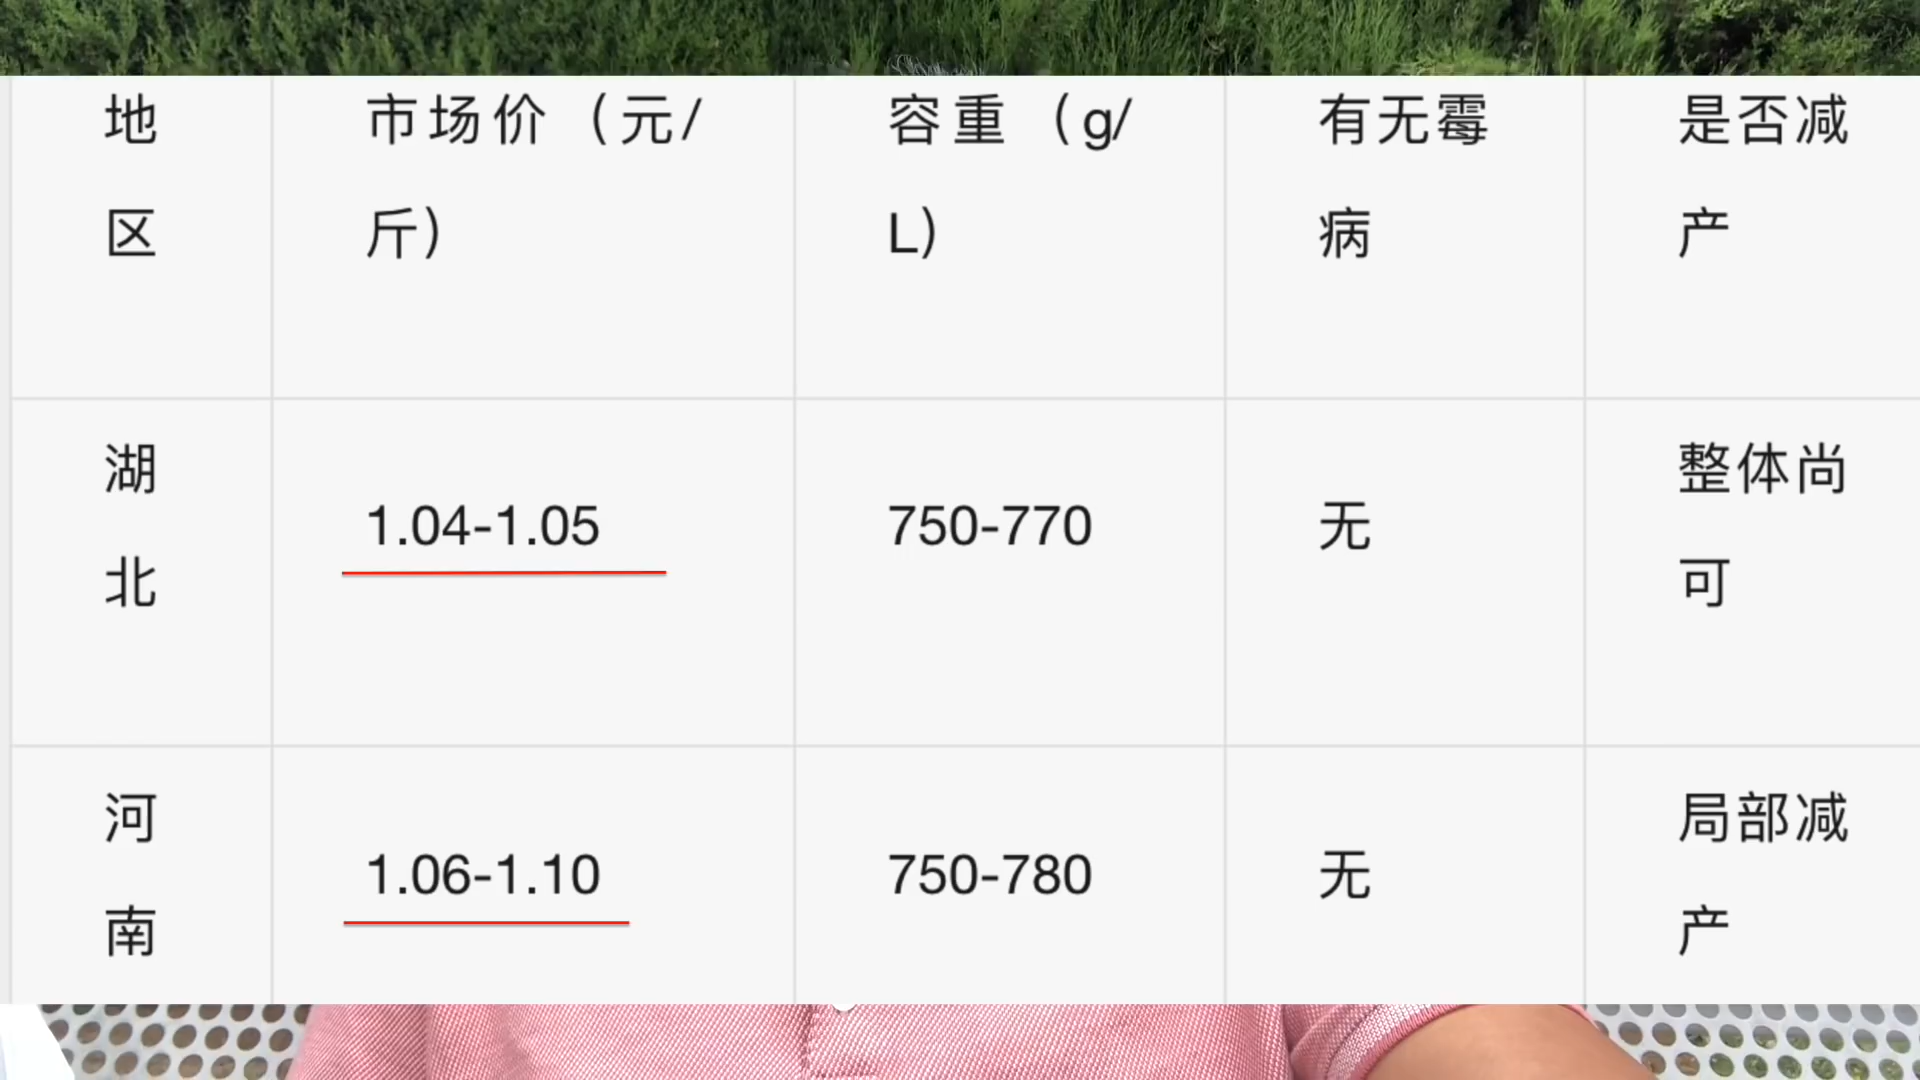 地区
市场价（元/斤）
容重（g/L）
有无霉病
是否减产
湖北
1.04-1.05
750-770
无
整体尚可
河南
1.06-1.10
750-780
无
局部减产